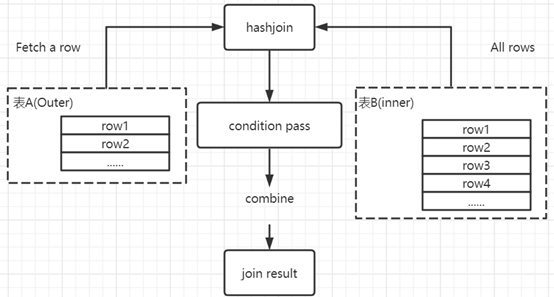 hashjoin
Fetch a row
All rows
表A(Outer)
row1
row2
......
condition pass
表B(inner)
row1
row2
row3
row4
......
combine
join result